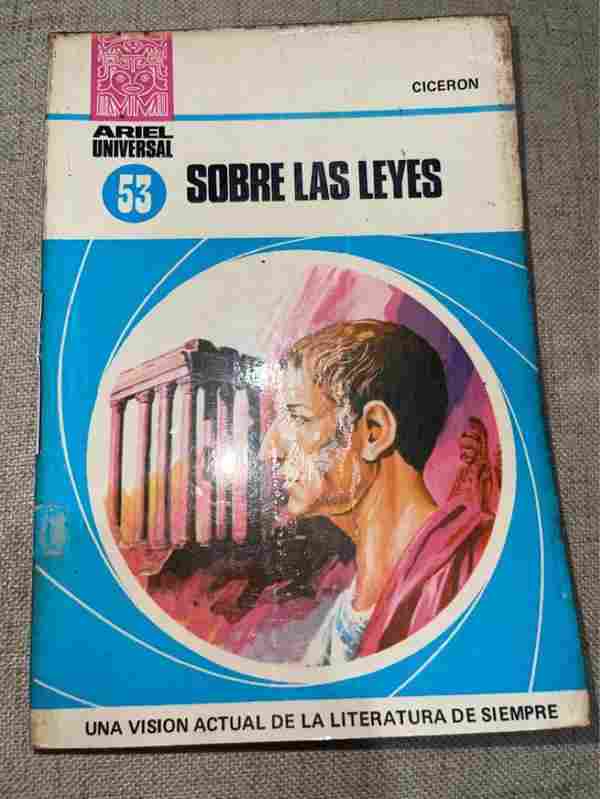 CICERON
ARIEL
UNIVERSAL
53
SOBRE LAS LEYES
UNA VISION ACTUAL DE LA LITERATURA DE SIEMPRE